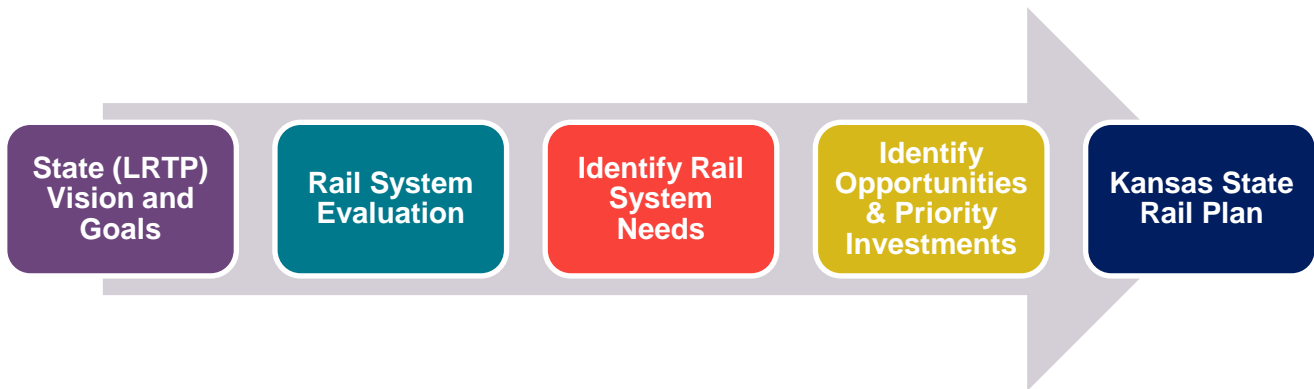 State (LRTP)
Vision and
Goals
Rail System
Evaluation
Identify Rail
System
Needs
Identify
Opportunities
& Priority
Investments
Kansas State
Rail Plan